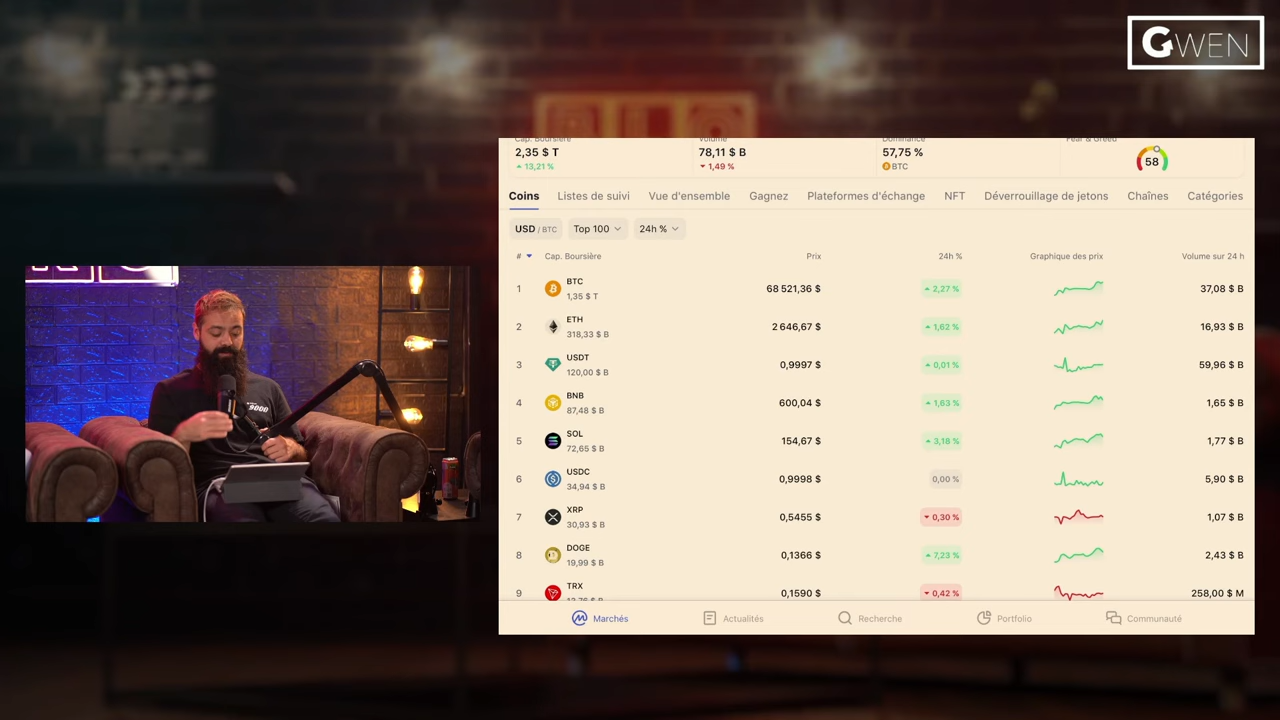 GWEN
Cap. Boursière Volume Dominance Fear & Greed
2,35 $ T 78,11 $ B 57,75 % 58
13,21 % 1,49 % BTC
Coins Listes de suivi Vue d'ensemble Gagnez Plateformes d'échange NFT Déverrouillage de jetons Chaînes Catégories
USD / BTC Top 100 24h %
# Cap. Boursière Prix 24h % Graphique des prix Volume sur 24 h
1 BTC 68 521,36 $ 2,27 % 37,08 $ B
1,35 $ T
2 ETH 2 646,67 $ 1,62 % 16,93 $ B
318,33 $ B
3 USDT 0,9997 $ 0,01 % 59,96 $ B
120,00 $ B
4 BNB 600,04 $ 1,63 % 1,65 $ B
87,48 $ B
5 SOL 154,67 $ 3,18 % 1,77 $ B
72,65 $ B
6 USDC 0,9998 $ 0,00 % 5,90 $ B
34,94 $ B
7 XRP 0,5455 $ 0,30 % 1,07 $ B
30,93 $ B
8 DOGE 0,1366 $ 7,23 % 2,43 $ B
19,99 $ B
9 TRX 0,1590 $ 0,42 % 258,00 $ M
Marchés Actualités Recherche Portfolio Communauté
9000